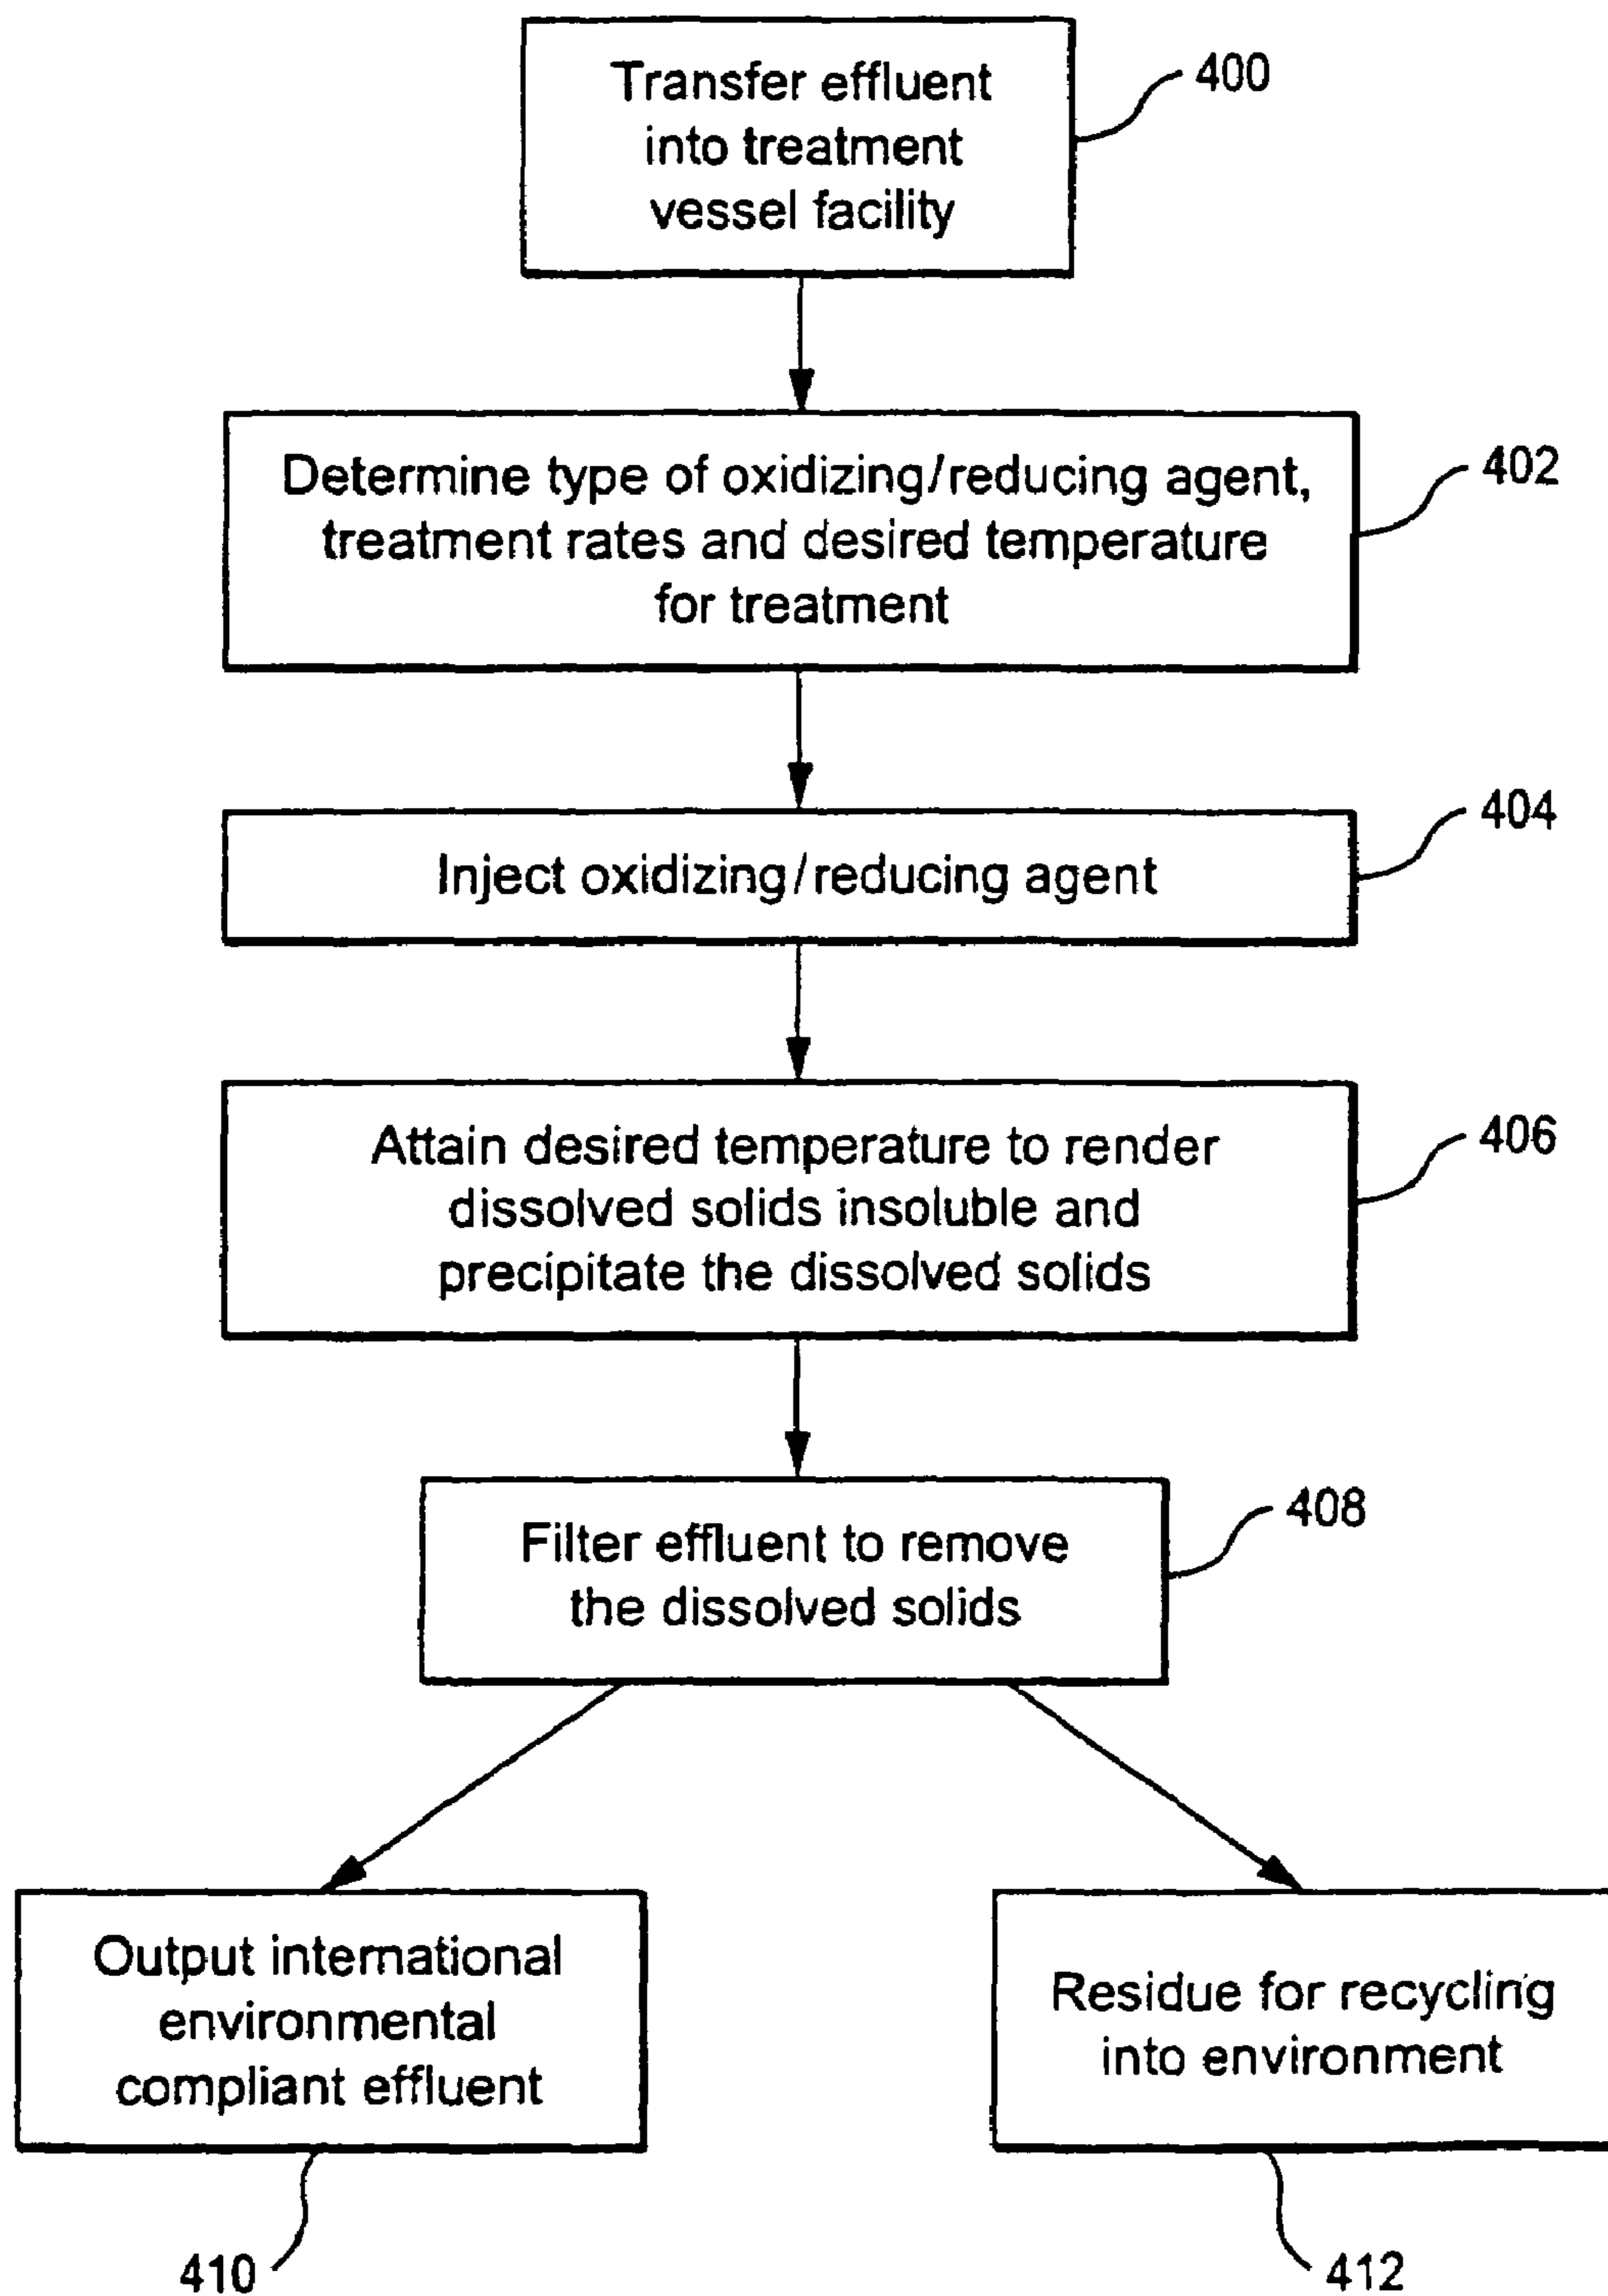 Transfer effluent
into treatment
vessel facility
400
Determine type of oxidizing/reducing agent,
treatment rates and desired temperature
for treatment
402
Inject oxidizing/reducing agent
404
Attain desired temperature to render
dissolved solids insoluble and
precipitate the dissolved solids
406
Filter effluent to remove
the dissolved solids
408
Output international
environmental
compliant effluent
410
Residue for recycling
into environment
412